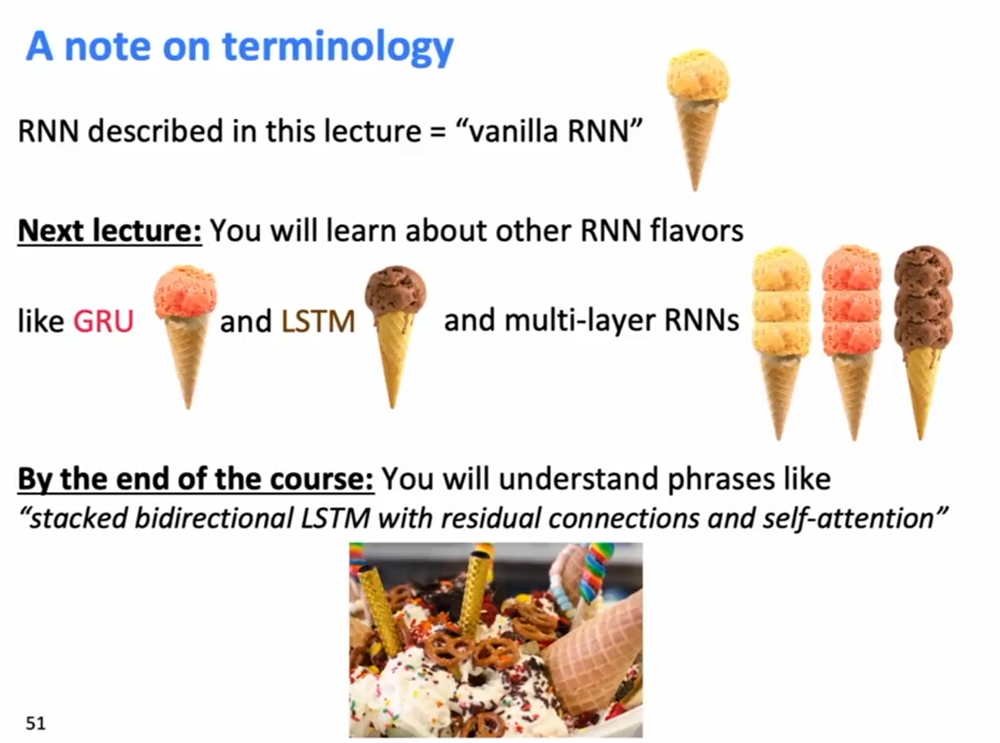 A note on terminology
RNN described in this lecture = “vanilla RNN”
Next lecture: You will learn about other RNN flavors
like GRU and LSTM and multi-layer RNNs
By the end of the course: You will understand phrases like
“stacked bidirectional LSTM with residual connections and self-attention”
51